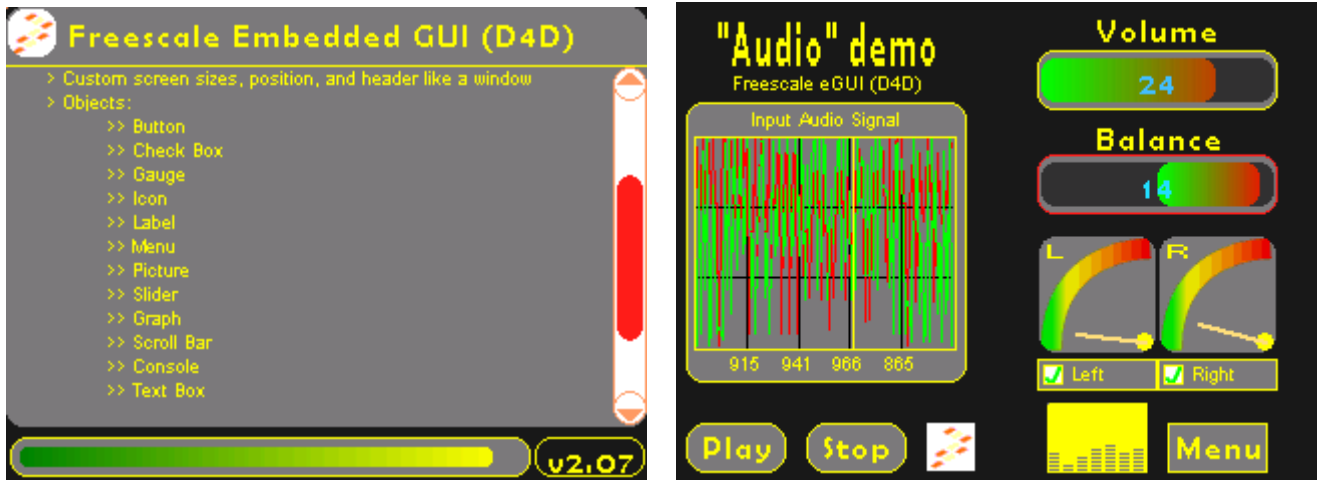 Freescale Embedded GUI (D4D)
> Custom screen sizes, position, and header like a window
> Objects:
>> Button
>> Check Box
>> Gauge
>> Icon
>> Label
>> Menu
>> Picture
>> Slider
>> Graph
>> Scroll Bar
>> Console
>> Text Box
v2.07
"Audio" demo
Freescale eGUI (D4D)
Input Audio Signal
915 941 966 865
Volume
24
Balance
14
L R
Left Right
Play Stop Menu